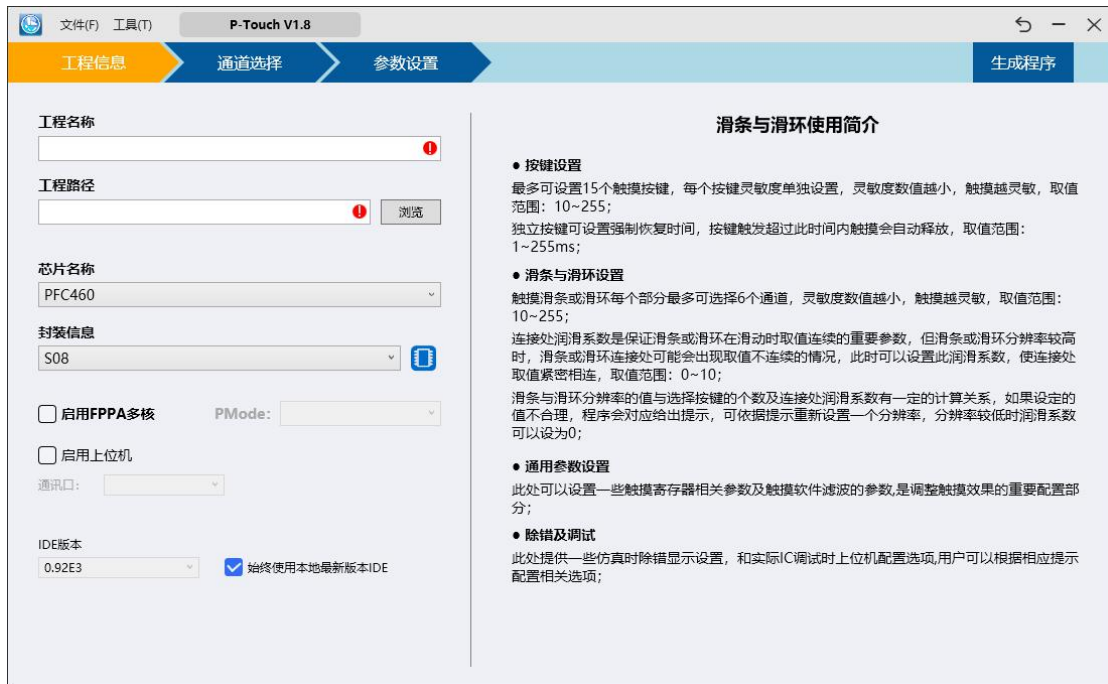 文件(F) 工具(T) P-Touch V1.8
工程信息 通道选择 参数设置 生成程序
工程名称
工程路径
浏览
芯片名称
PFC460
封装信息
S08
启用FPPA多核 PMode:
启用上位机
通讯口:
IDE版本
0.92E3
始终使用本地最新版本IDE
滑条与滑环使用简介
● 按键设置
最多可设置15个触摸按键，每个按键灵敏度单独设置，灵敏度数值越小，触摸越灵敏，取值
范围：10~255；
独立按键可设置强制恢复时间，按键触发超过此时间内触摸会自动释放，取值范围：
1~255ms；
● 滑条与滑环设置
触摸滑条或滑环每个部分最多可选择6个通道，灵敏度数值越小，触摸越灵敏，取值范围：
10~255；
连接处润滑系数是保证滑条或滑环在滑动时取值连续的重要参数，但滑条或滑环分辨率较高
时，滑条或滑环连接处可能会出现取值不连续的情况，此时可以设置此润滑系数，使连接处
取值紧密相连，取值范围：0~10；
滑条与滑环分辨率的值与选择按键的个数及连接处润滑系数有一定的计算关系，如果设定的
值不合理，程序会对应给出提示，可依据提示重新设置一个分辨率，分辨率较低时润滑系数
可以设为0；
● 通用参数设置
此处可以设置一些触摸寄存器相关参数及触摸软件滤波的参数,是调整触摸效果的重要配置部
分；
● 除错及调试
此处提供一些仿真时除错显示设置，和实际IC调试时上位机配置选项,用户可以根据相应提示
配置相关选项；